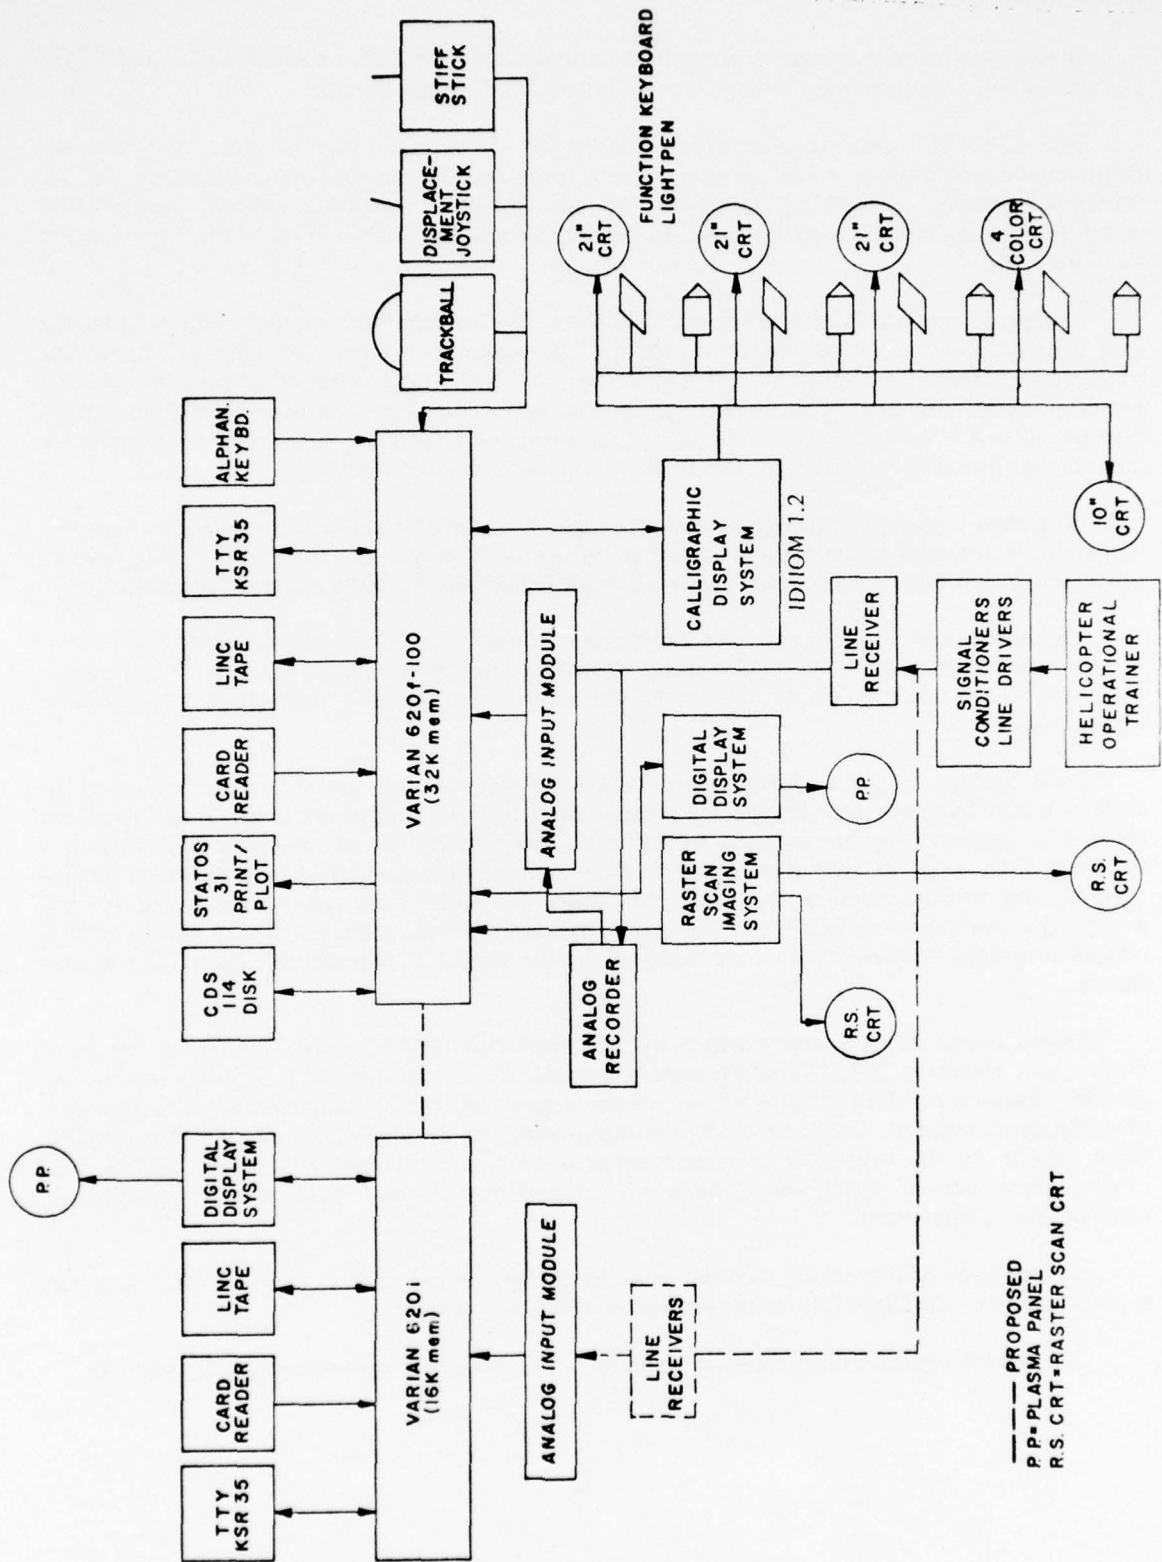 P.P.
TTY
KSR 35
CARD
READER
LINC
TAPE
DIGITAL
DISPLAY
SYSTEM
CDS
114
DISK
STATOS
31
PRINT/
PLOT
CARD
READER
LINC
TAPE
TTY
KSR 35
ALPHAN.
KEYBD.
VARIAN 620i
(16K mem)
VARIAN 620f-100
(32K mem)
TRACKBALL
DISPLACE-
MENT
JOYSTICK
STIFF
STICK
ANALOG INPUT MODULE
ANALOG INPUT MODULE
ANALOG
RECORDER
LINE
RECEIVERS
RASTER
SCAN
IMAGING
SYSTEM
DIGITAL
DISPLAY
SYSTEM
CALLIGRAPHIC
DISPLAY
SYSTEM
IDIIOM 1.2
21"
CRT
FUNCTION KEYBOARD
LIGHTPEN
21"
CRT
21"
CRT
4
COLOR
CRT
R.S.
CRT
P.P.
LINE
RECEIVER
SIGNAL
CONDITIONERS
LINE DRIVERS
HELICOPTER
OPERATIONAL
TRAINER
R.S.
CRT
10"
CRT
PROPOSED
P.P.= PLASMA PANEL
R.S. CRT=RASTER SCAN CRT